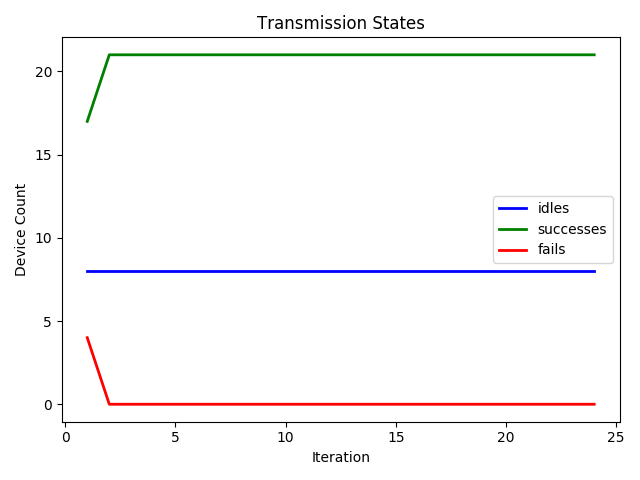 Transmission States
Device Count
20
15
10
5
0
idles
successes
fails
0 5 10 15 20 25
Iteration